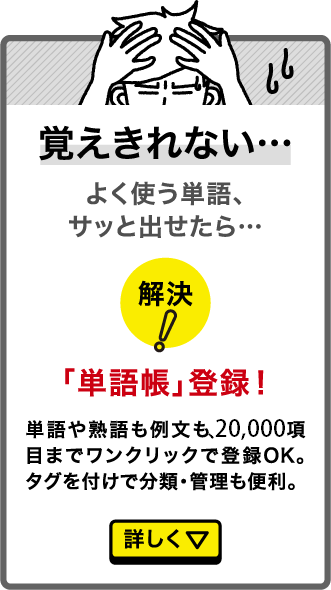 覚えきれない…
よく使う単語、
サッと出せたら…
解決
!
「単語帳」登録！
単語や熟語も例文も、20,000項
目までワンクリックで登録OK。
タグを付けで分類・管理も便利。
詳しく▽